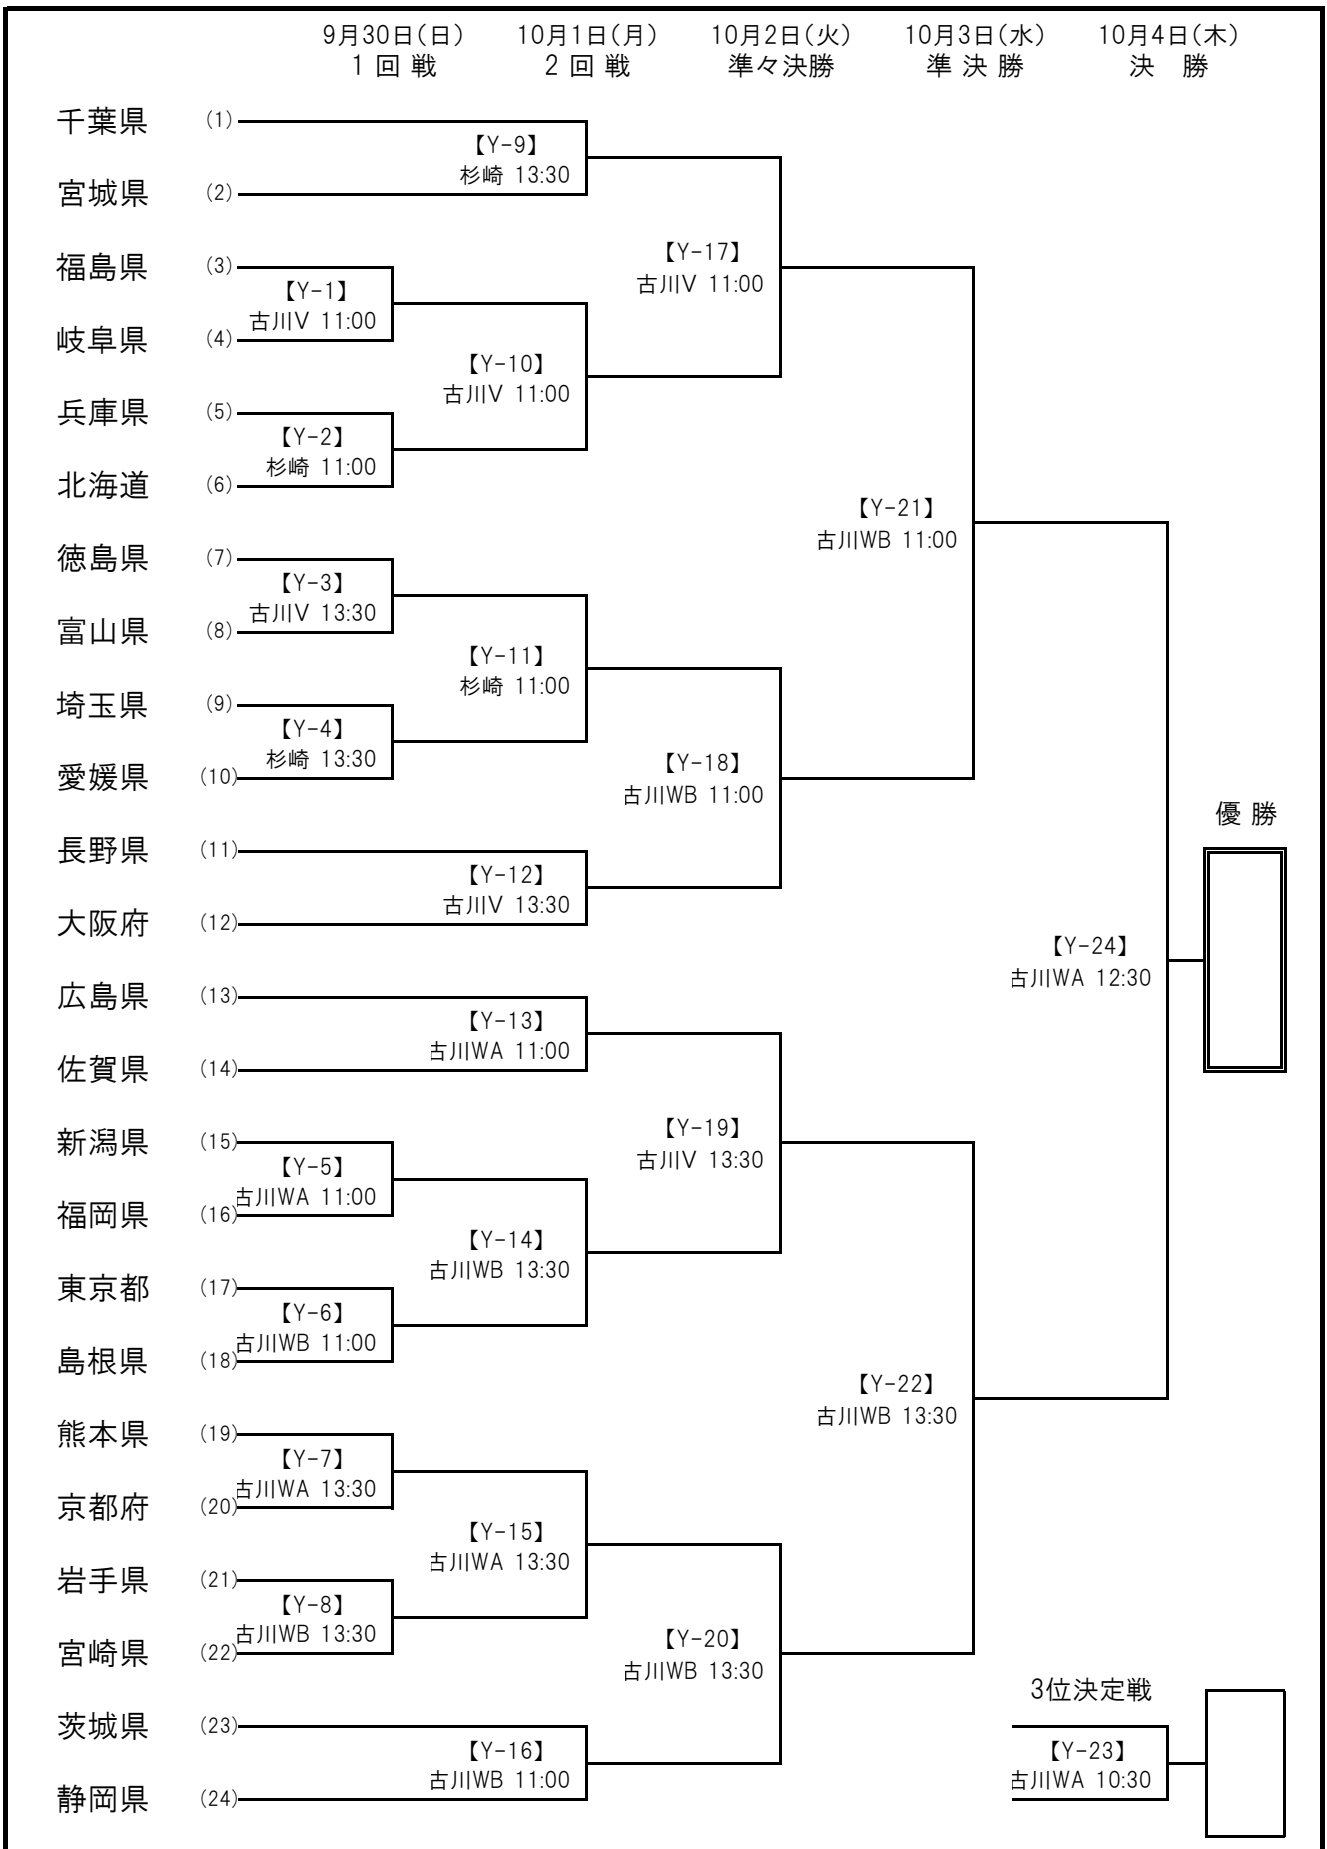 9月30日(日) 10月1日(月) 10月2日(火) 10月3日(水) 10月4日(木)
1 回 戦 2 回 戦 準々決勝 準 決 勝 決 勝
千葉県 (1)
【Y-9】
杉崎 13:30
宮城県 (2)
【Y-17】
古川V 11:00
福島県 (3)
【Y-1】
古川V 11:00
岐阜県 (4)
【Y-10】
古川V 11:00
兵庫県 (5)
【Y-2】
杉崎 11:00
北海道 (6)
【Y-21】
古川WB 11:00
徳島県 (7)
【Y-3】
古川V 13:30
富山県 (8)
【Y-11】
杉崎 11:00
埼玉県 (9)
【Y-4】
杉崎 13:30
愛媛県 (10)
【Y-18】
古川WB 11:00
優 勝
長野県 (11)
【Y-12】
古川V 13:30
大阪府 (12)
【Y-24】
古川WA 12:30
広島県 (13)
【Y-13】
古川WA 11:00
佐賀県 (14)
【Y-19】
古川V 13:30
新潟県 (15)
【Y-5】
古川WA 11:00
福岡県 (16)
【Y-14】
古川WB 13:30
東京都 (17)
【Y-6】
古川WB 11:00
島根県 (18)
【Y-22】
古川WB 13:30
熊本県 (19)
【Y-7】
古川WA 13:30
京都府 (20)
【Y-15】
古川WA 13:30
岩手県 (21)
【Y-8】
古川WB 13:30
宮崎県 (22)
【Y-20】
古川WB 13:30
3位決定戦
茨城県 (23)
【Y-16】 【Y-23】
古川WB 11:00 古川WA 10:30
静岡県 (24)